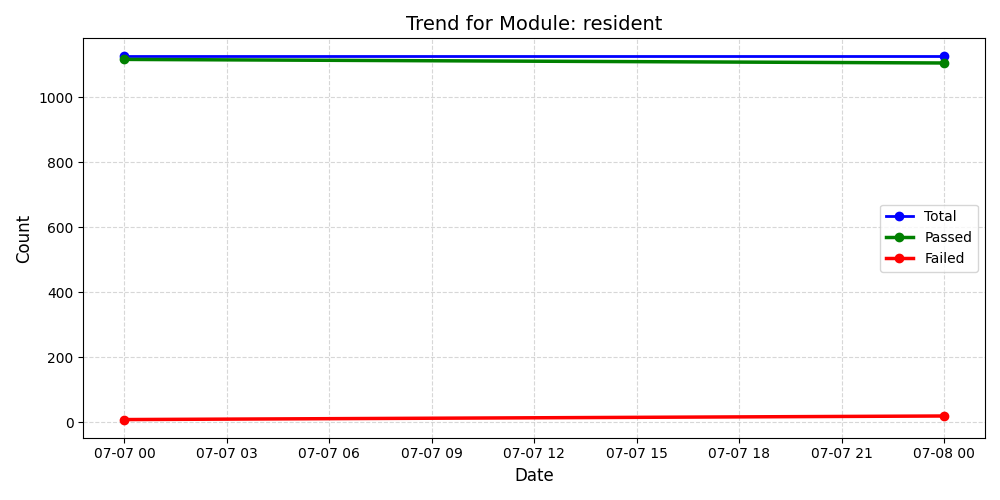 Trend for Module: resident
Count
1000
800
600
400
200
0
Total
Passed
Failed
07-07 00 07-07 03 07-07 06 07-07 09 07-07 12 07-07 15 07-07 18 07-07 21 07-08 00
Date